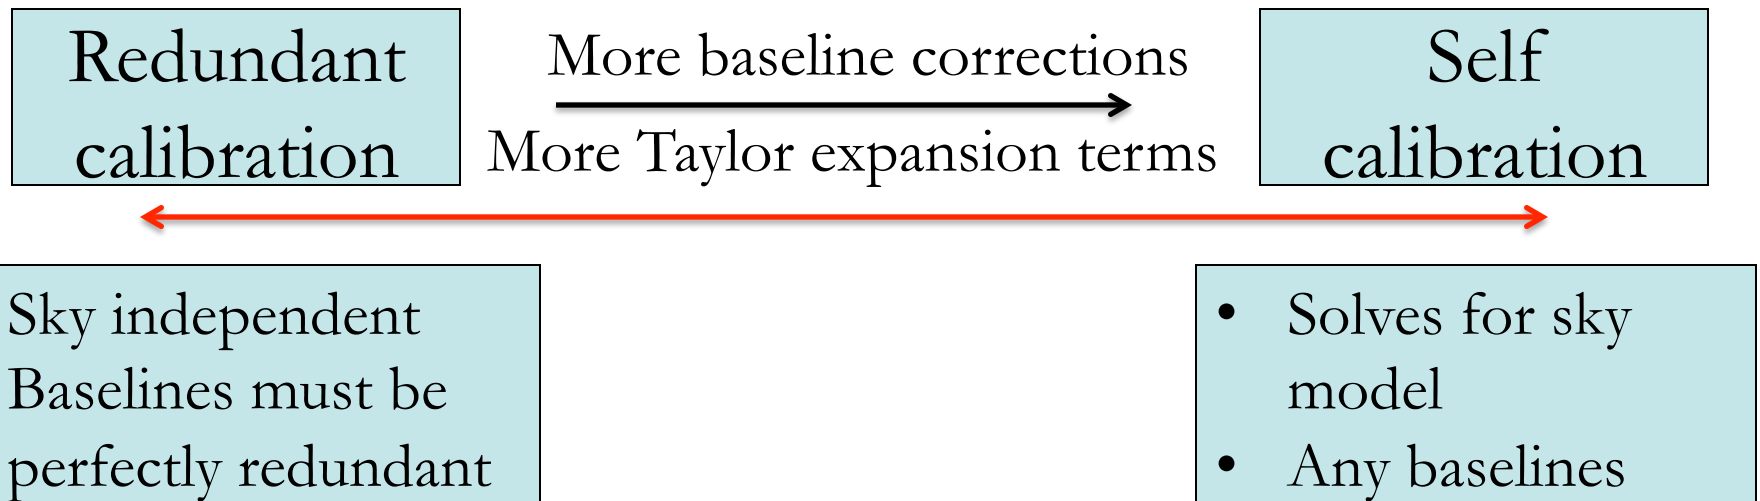 Redundant
calibration
More baseline corrections
More Taylor expansion terms
Self
calibration
Sky independent
Baselines must be
perfectly redundant
• Solves for sky
model
• Any baselines